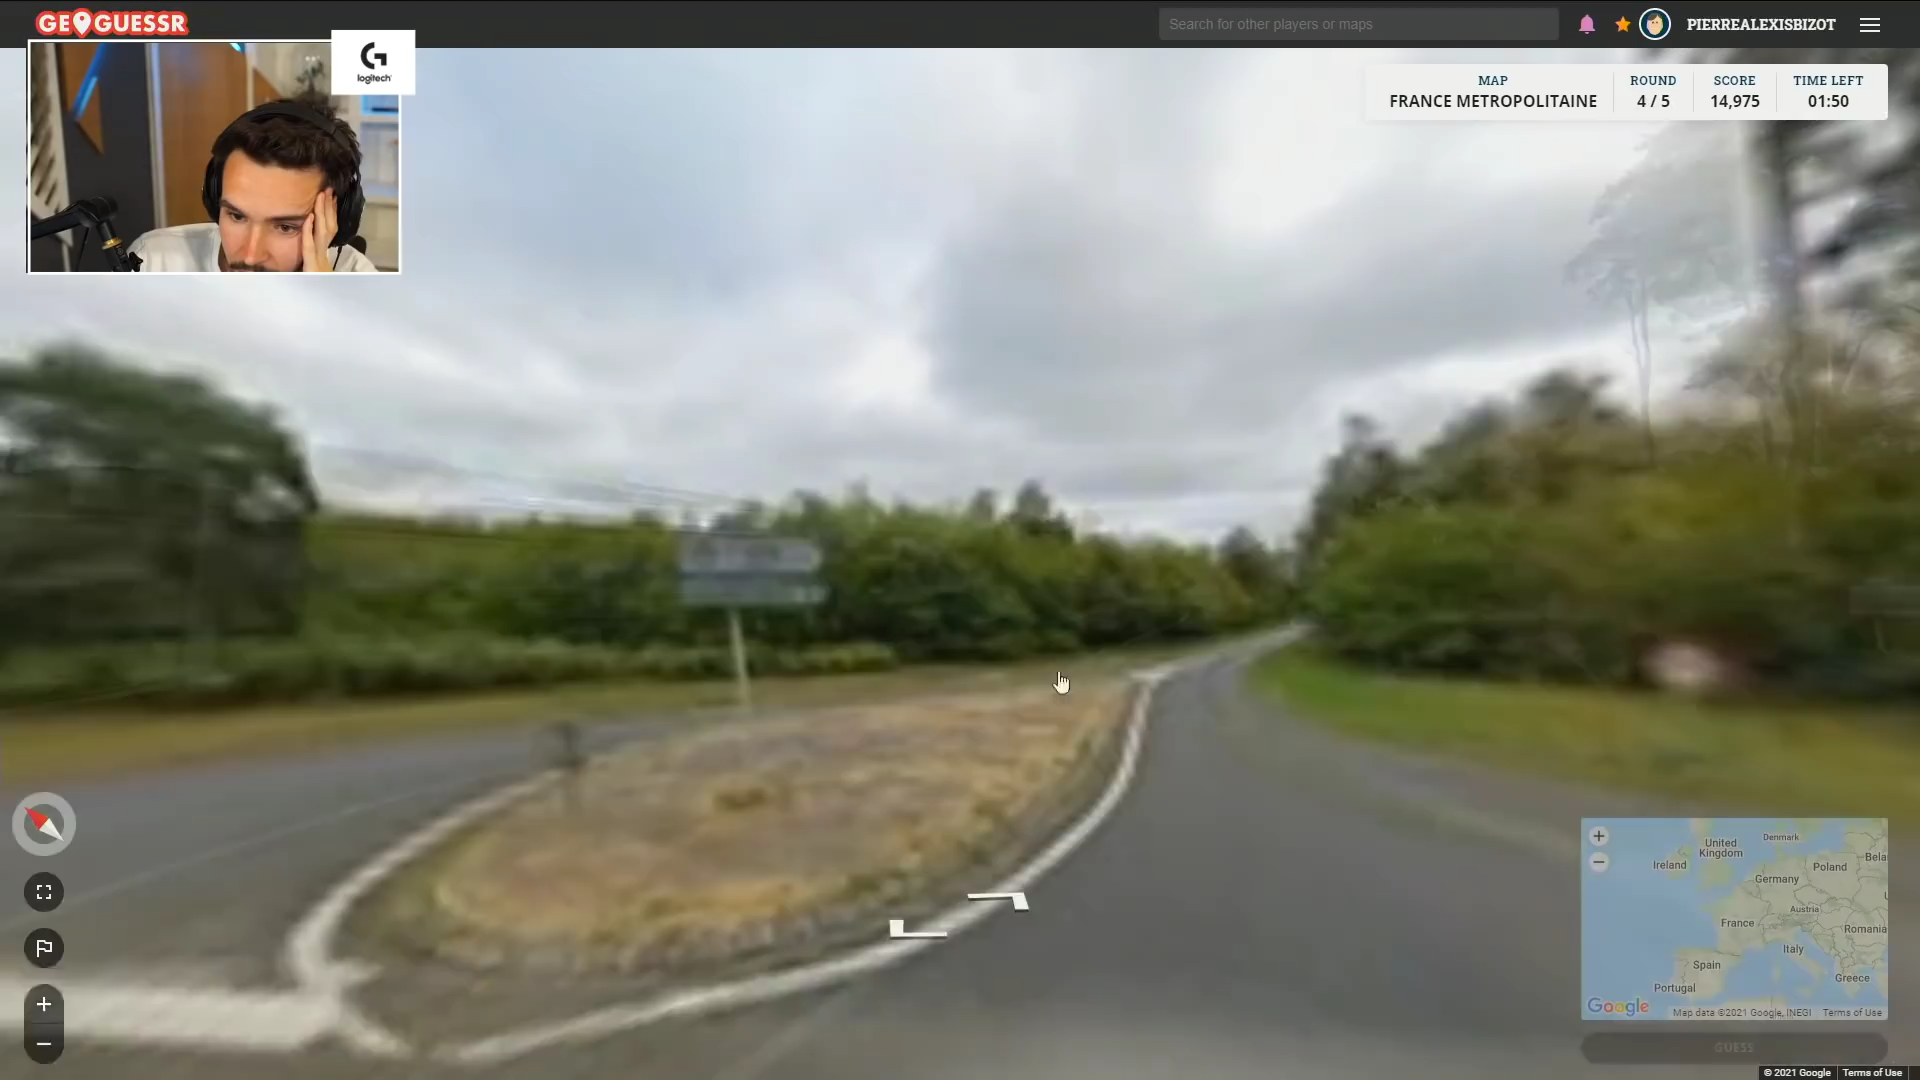 GEOGUESSR
Search for other players or maps
PIERREALEXISBIZOT
logitech
MAP
FRANCE METROPOLITAINE
ROUND
4 / 5
SCORE
14,975
TIME LEFT
01:50
United
Kingdom
Denmark
Ireland
Poland
Bela
Germany
Austria
France
Romania
Italy
Spain
Greece
Portugal
Google
Map data ©2021 Google, INEGI
Terms of Use
GUESS
© 2021 Google
Terms of Use